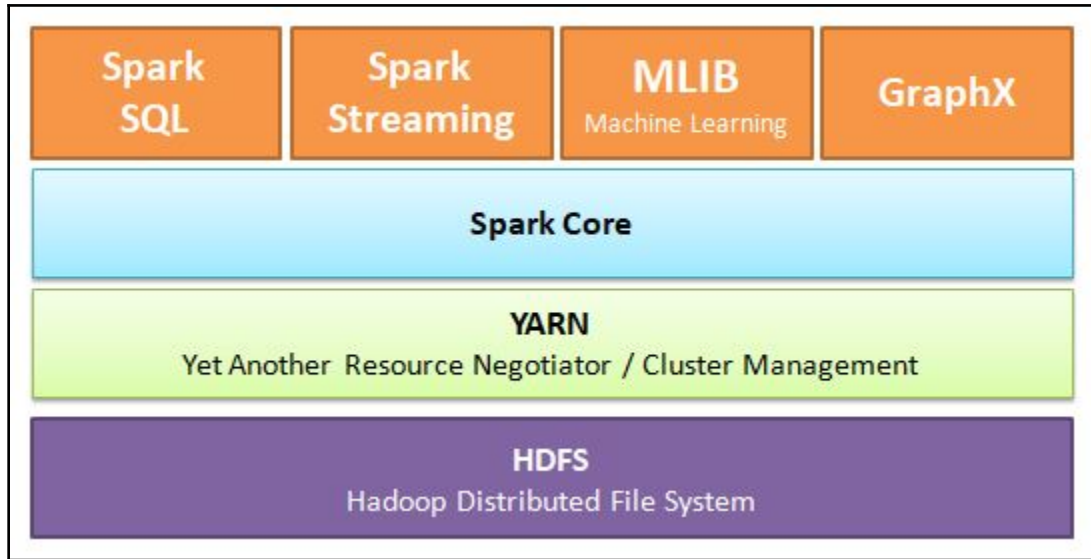 Spark
SQL
Spark
Streaming
MLIB
Machine Learning
GraphX
Spark Core
YARN
Yet Another Resource Negotiator / Cluster Management
HDFS
Hadoop Distributed File System